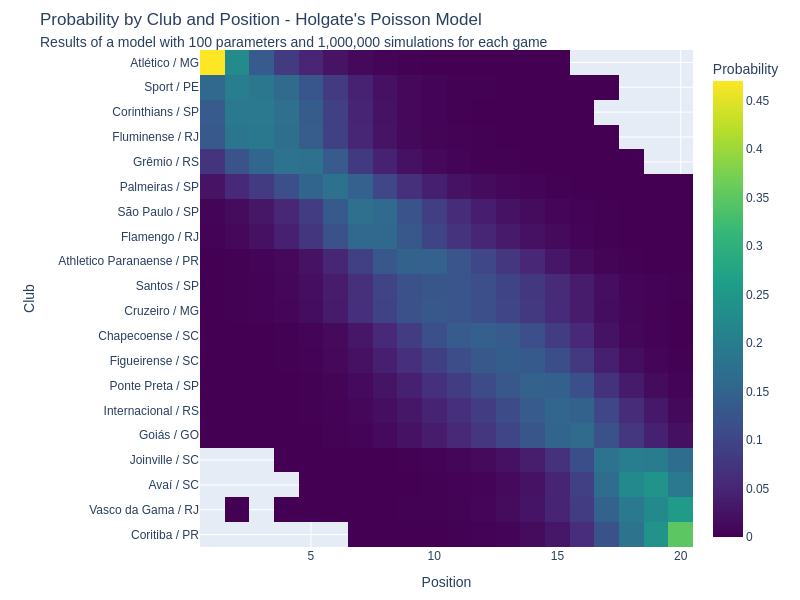 Probability by Club and Position - Holgate's Poisson Model
Results of a model with 100 parameters and 1,000,000 simulations for each game
Probability
Club
Atlético / MG
Sport / PE
Corinthians / SP
Fluminense / RJ
Grêmio / RS
Palmeiras / SP
São Paulo / SP
Flamengo / RJ
Athletico Paranaense / PR
Santos / SP
Cruzeiro / MG
Chapecoense / SC
Figueirense / SC
Ponte Preta / SP
Internacional / RS
Goiás / GO
Joinville / SC
Avaí / SC
Vasco da Gama / RJ
Coritiba / PR
0.45
0.4
0.35
0.3
0.25
0.2
0.15
0.1
0.05
0
5 10 15 20
Position